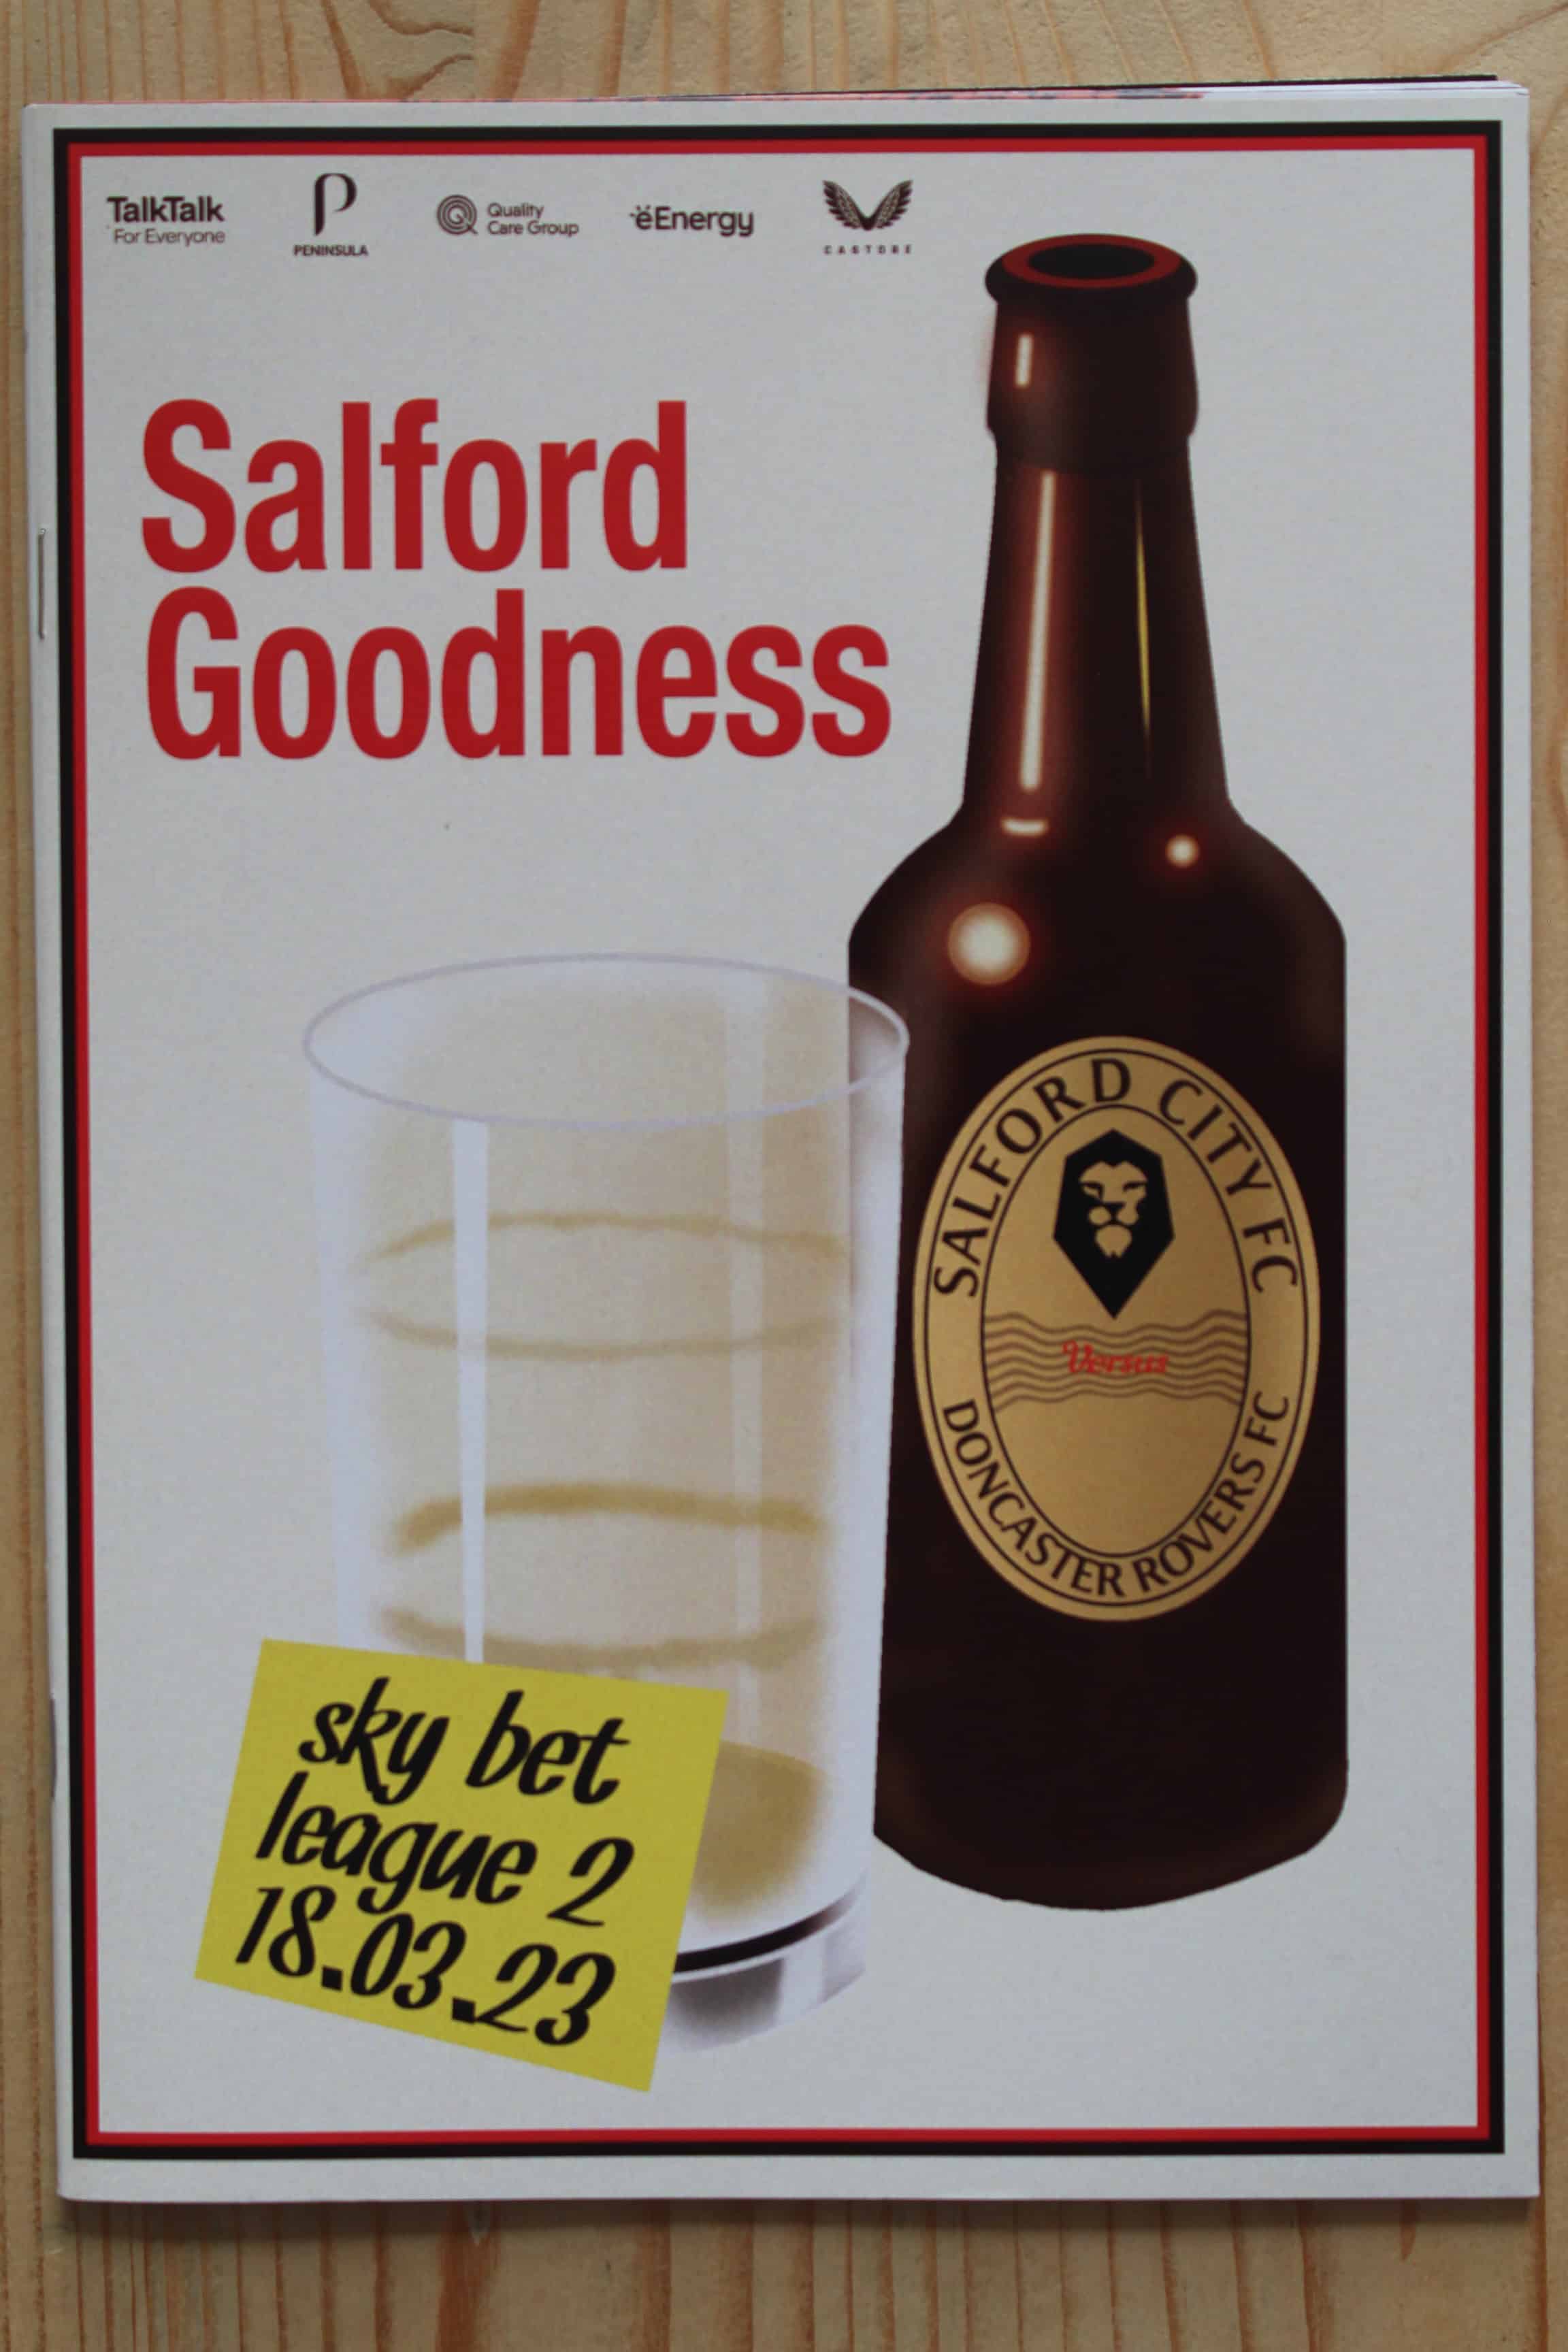 TalkTalk
For Everyone
PENINSULA
Quality
Care Group
ëEnergy
CASTORE
Salford
Goodness
SALFORD CITY FC
Versus
DONCASTER ROVERS FC
sky bet
league 2
18.03.23